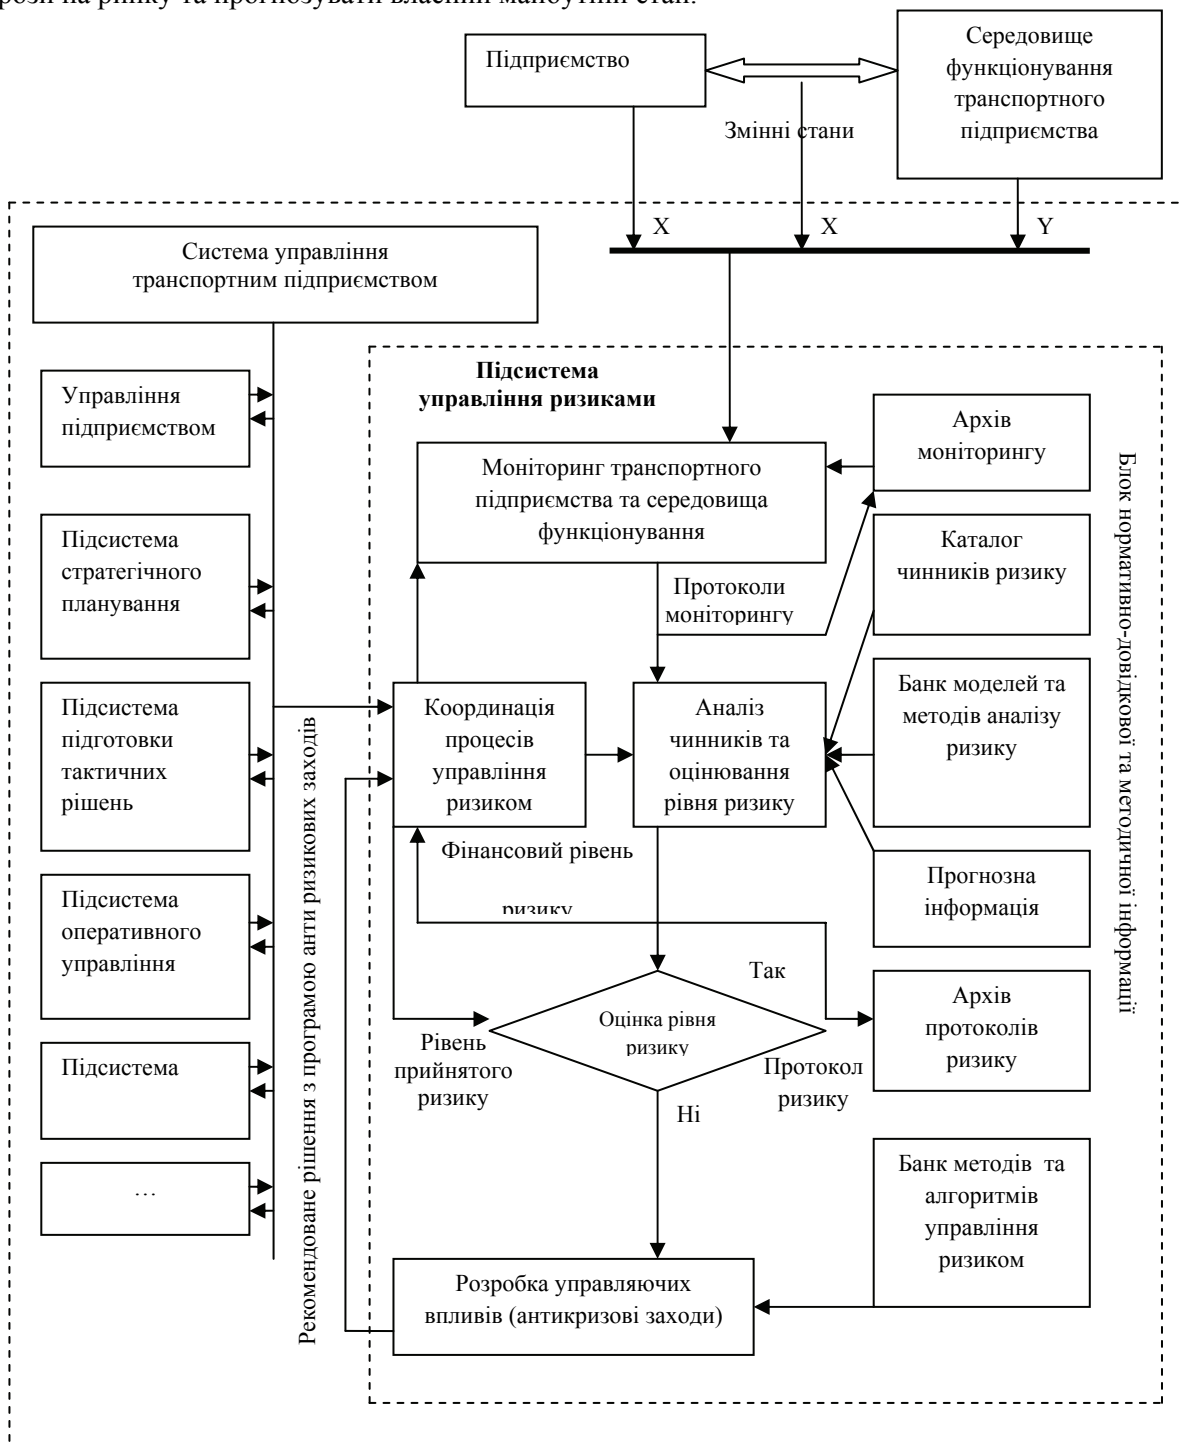 рози на ринку та прогнозувати власний майбутній стан.
Підприємство
Середовище
функціонування
транспортного
підприємства
Змінні стани
X
X
Y
Система управління
транспортним підприємством
Підсистема
управління ризиками
Управління
підприємством
Моніторинг транспортного
підприємства та середовища
функціонування
Архів
моніторингу
Каталог
чинників ризику
Підсистема
стратегічного
планування
Протоколи
моніторингу
Банк моделей та
методів аналізу
ризику
Підсистема
підготовки
тактичних
рішень
Координація
процесів
управління
ризиком
Аналіз
чинників та
оцінювання
рівня ризику
Фінансовий рівень
ризику
Прогнозна
інформація
Підсистема
оперативного
управління
Так
Оцінка рівня
ризику
Архів
протоколів
ризику
Рівень
прийнятого
ризику
Протокол
ризику
Підсистема
Ні
…
Банк методів та
алгоритмів
управління
ризиком
Розробка управляючих
впливів (антикризові заходи)
Рекомендоване рішення з програмою анти ризикових заходів
Блок нормативно-довідкової та методичної інформації